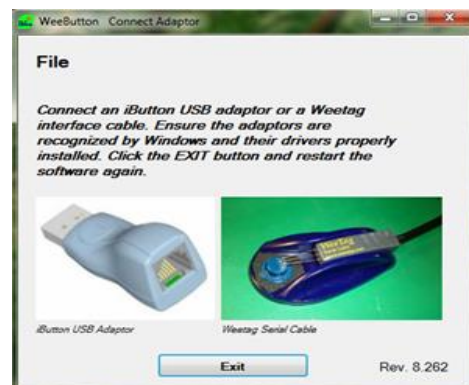 WeeButton Connect Adaptor
File
Connect an iButton USB adaptor or a Weetag
interface cable. Ensure the adaptors are
recognized by Windows and their drivers properly
installed. Click the EXIT button and restart the
software again.
iButton USB Adaptor
Weetag Serial Cable
Exit
Rev. 8.262